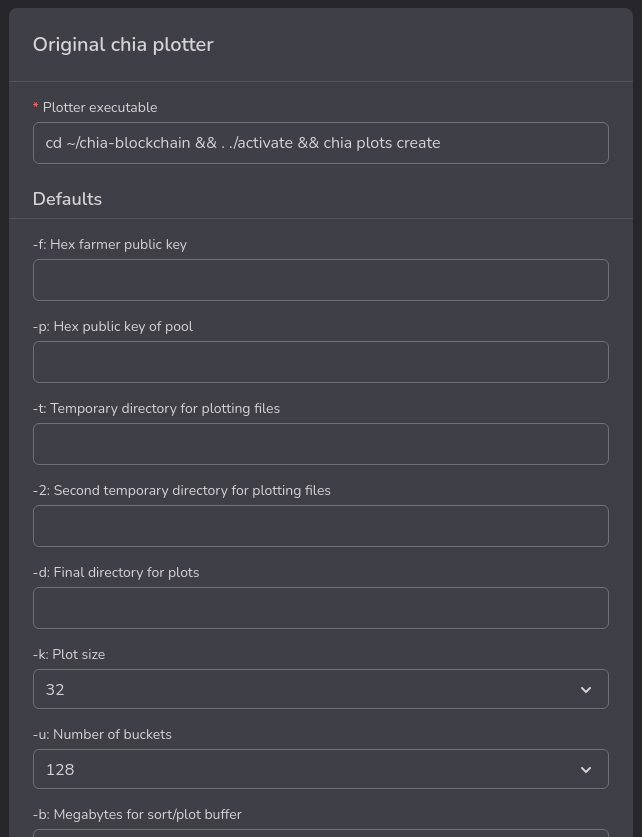 Original chia plotter
* Plotter executable
cd ~/chia-blockchain && . ./activate && chia plots create
Defaults
-f: Hex farmer public key
-p: Hex public key of pool
-t: Temporary directory for plotting files
-2: Second temporary directory for plotting files
-d: Final directory for plots
-k: Plot size
32
-u: Number of buckets
128
-b: Megabytes for sort/plot buffer